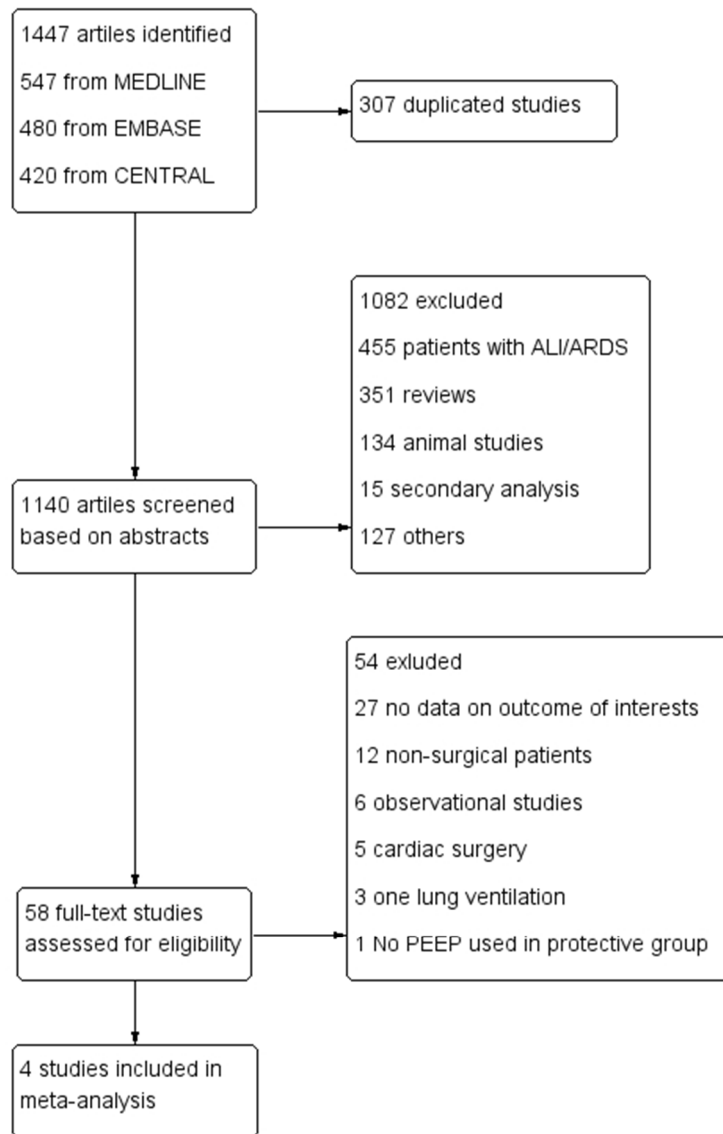 1447 artiles identified
547 from MEDLINE
480 from EMBASE
420 from CENTRAL
307 duplicated studies
1140 artiles screened
based on abstracts
1082 excluded
455 patients with ALI/ARDS
351 reviews
134 animal studies
15 secondary analysis
127 others
58 full-text studies
assessed for eligibility
54 exluded
27 no data on outcome of interests
12 non-surgical patients
6 observational studies
5 cardiac surgery
3 one lung ventilation
1 No PEEP used in protective group
4 studies included in
meta-analysis